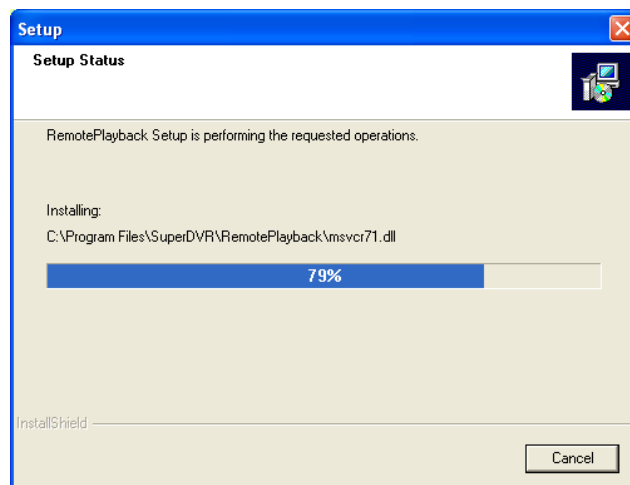 Setup
Setup Status
RemotePlayback Setup is performing the requested operations.
Installing:
C:\Program Files\SuperDVR\RemotePlayback\msvcr71.dll
79%
InstallShield
Cancel